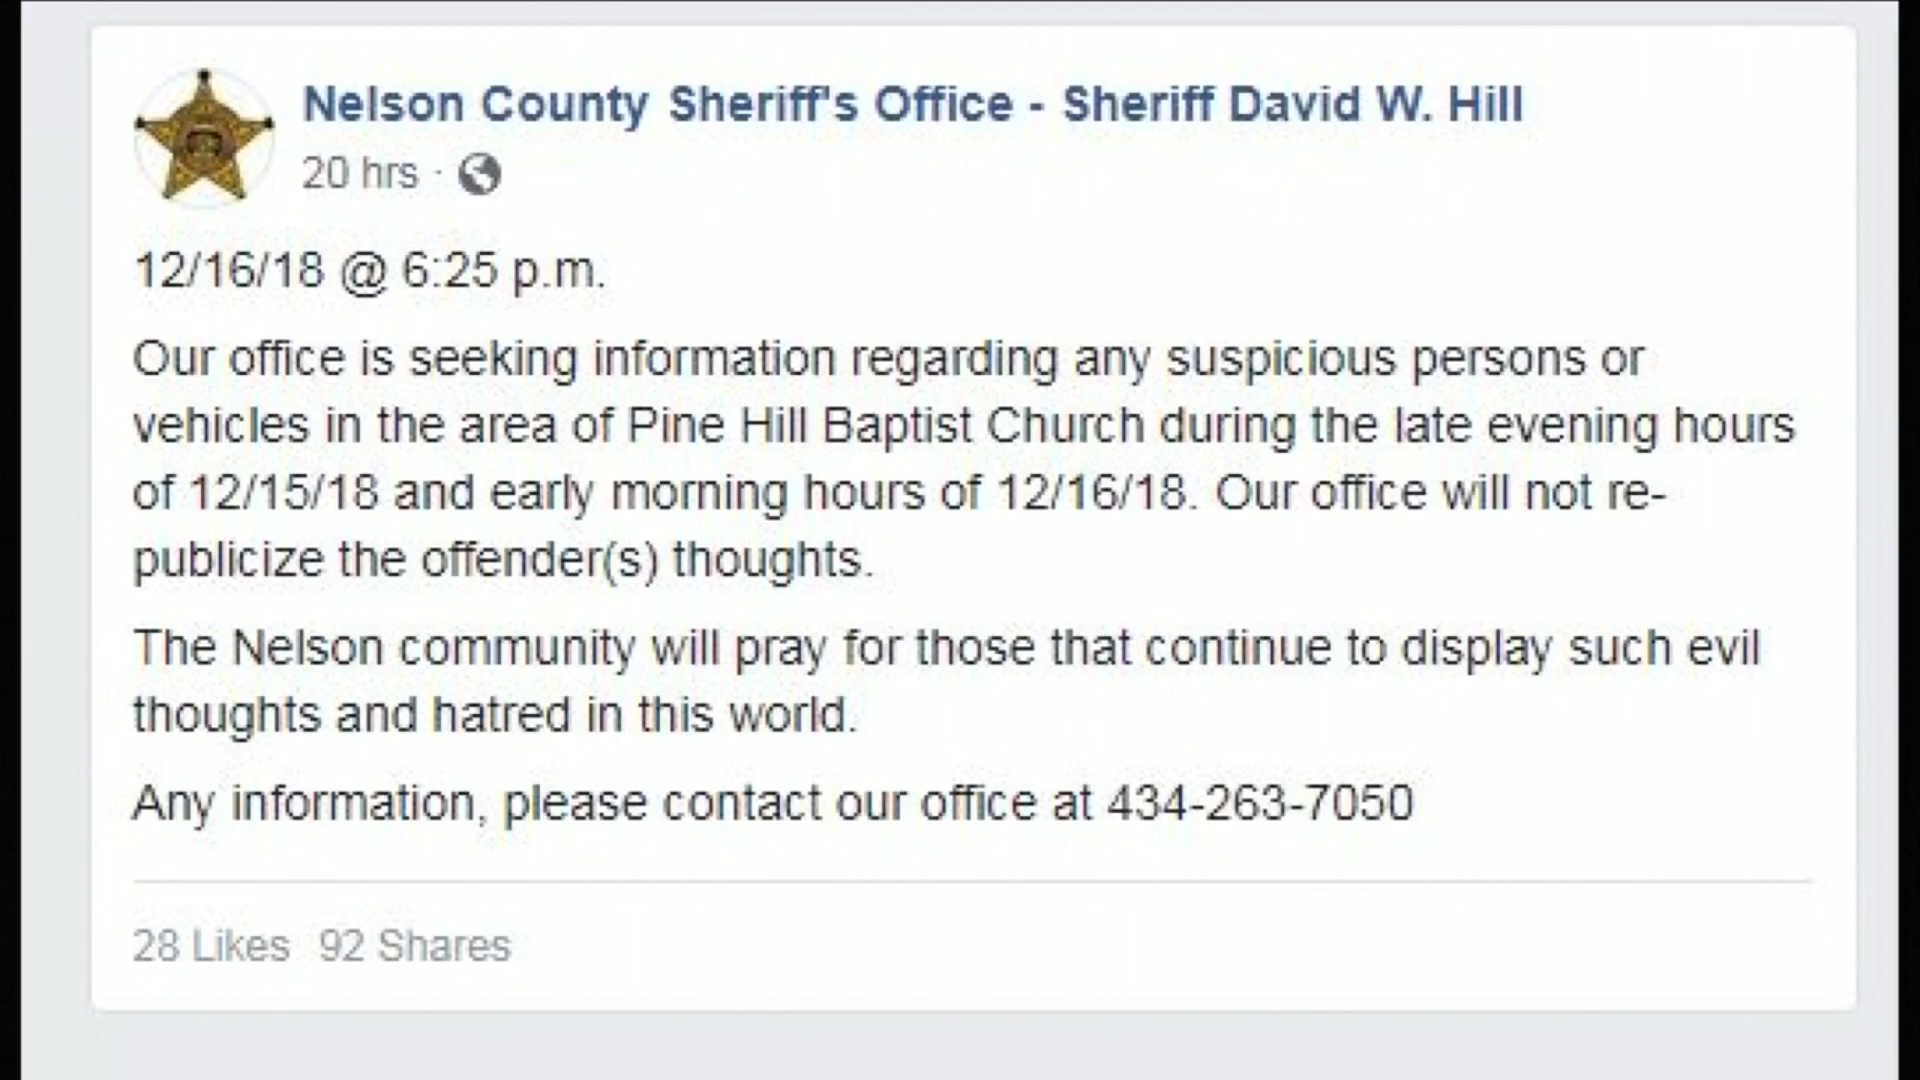 Nelson County Sheriff's Office - Sheriff David W. Hill
20 hrs ·
12/16/18 @ 6:25 p.m.
Our office is seeking information regarding any suspicious persons or
vehicles in the area of Pine Hill Baptist Church during the late evening hours
of 12/15/18 and early morning hours of 12/16/18. Our office will not re-
publicize the offender(s) thoughts.
The Nelson community will pray for those that continue to display such evil
thoughts and hatred in this world.
Any information, please contact our office at 434-263-7050
28 Likes 92 Shares